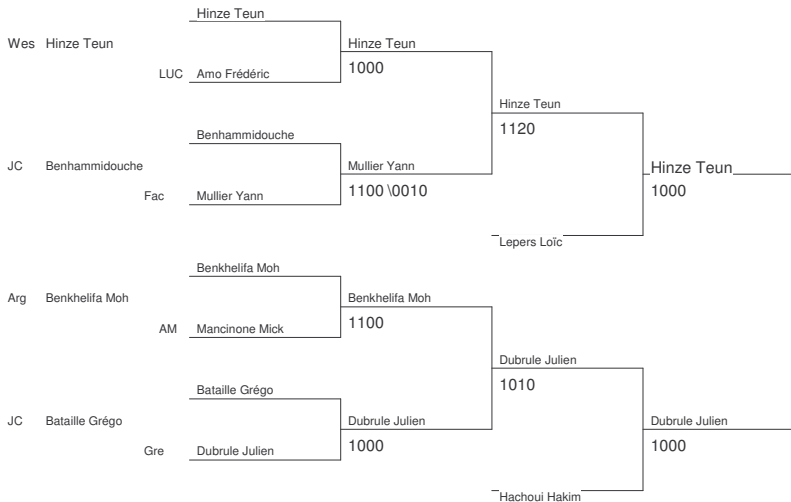 Hinze Teun
Wes Hinze Teun Hinze Teun
LUC Amo Frédéric 1000
Hinze Teun
1120
Benhammidouche
JC Benhammidouche Mullier Yann Hinze Teun
Fac Mullier Yann 1100 \0010 1000
Lepers Loïc
Benkhelifa Moh
Arg Benkhelifa Moh Benkhelifa Moh
AM Mancinone Mick 1100
Dubrule Julien
1010
Bataille Grégo
JC Bataille Grégo Dubrule Julien Dubrule Julien
Gre Dubrule Julien 1000 1000
Hachoui Hakim